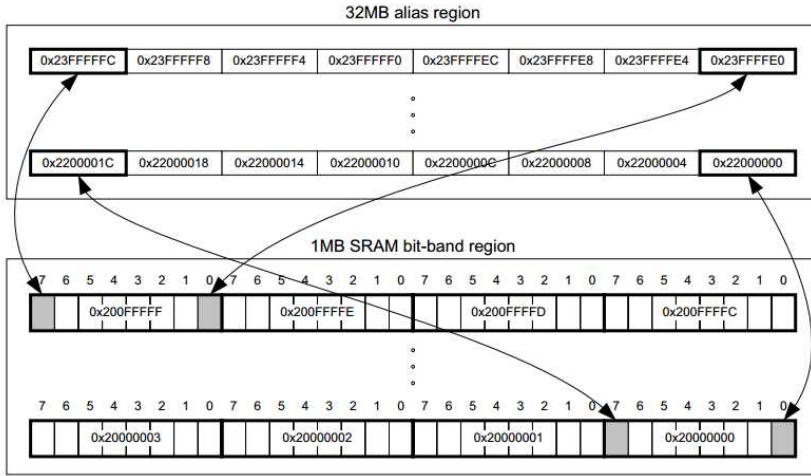 32MB alias region
0x23FFFFFC 0x23FFFFF8 0x23FFFFF4 0x23FFFFF0 0x23FFFFEC 0x23FFFFE8 0x23FFFFE4 0x23FFFFE0
0x2200001C 0x22000018 0x22000014 0x22000010 0x2200000C 0x22000008 0x22000004 0x22000000
1MB SRAM bit-band region
7 6 5 4 3 2 1 0 7 6 5 4 3 2 1 0 7 6 5 4 3 2 1 0 7 6 5 4 3 2 1 0
0x200FFFFF 0x200FFFFE 0x200FFFFD 0x200FFFFC
7 6 5 4 3 2 1 0 7 6 5 4 3 2 1 0 7 6 5 4 3 2 1 0 7 6 5 4 3 2 1 0
0x20000003 0x20000002 0x20000001 0x20000000